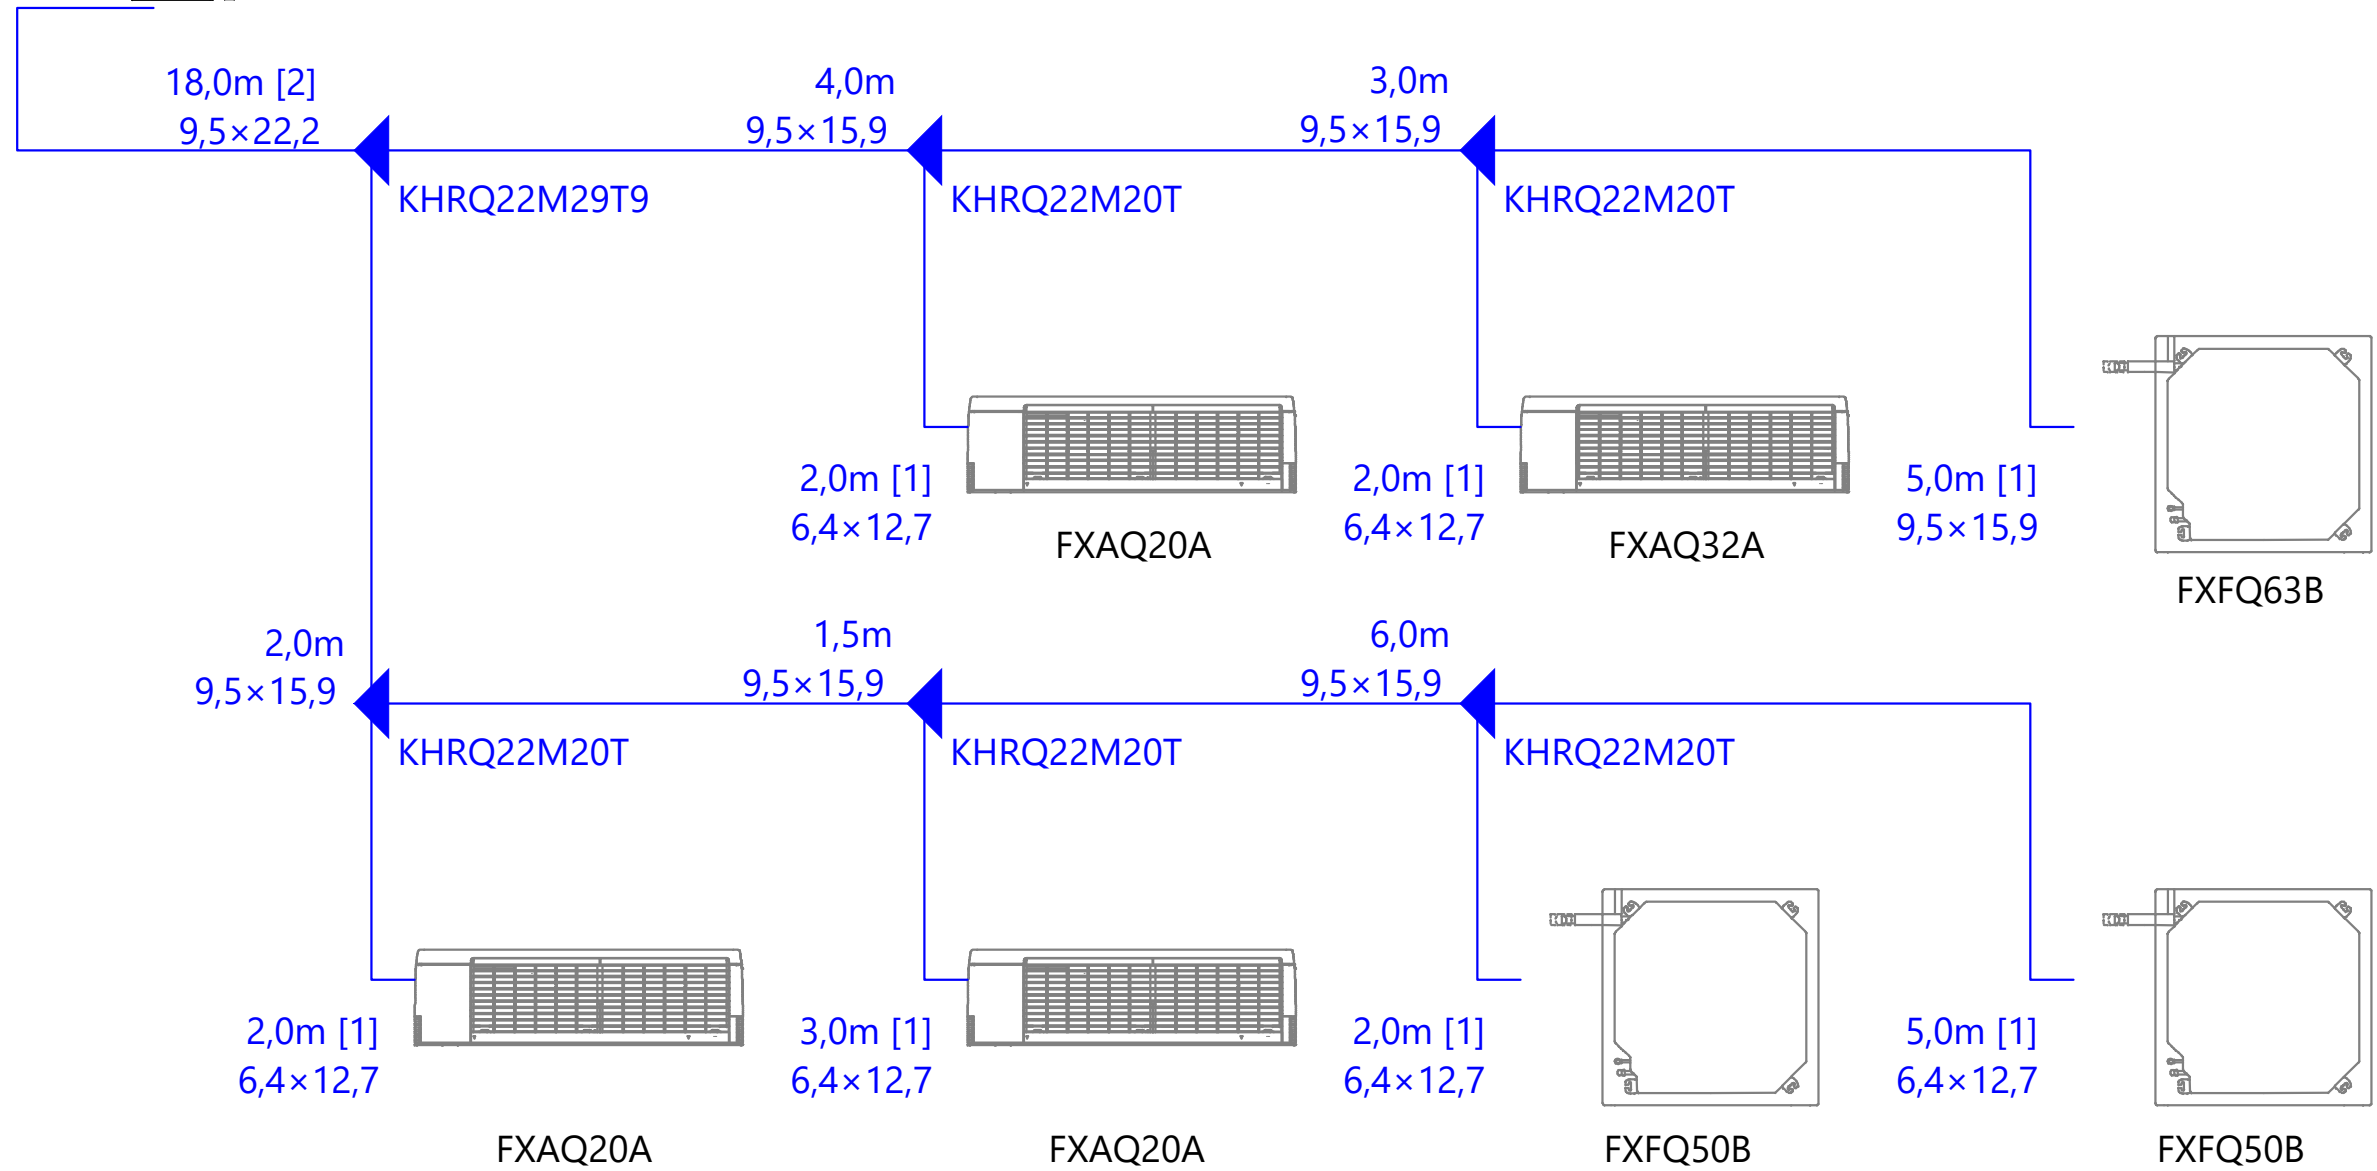 18,0m [2]
9,5×22,2
4,0m
9,5×15,9
3,0m
9,5×15,9
KHRQ22M29T9
KHRQ22M20T
KHRQ22M20T
2,0m [1]
6,4×12,7
FXAQ20A
2,0m [1]
6,4×12,7
FXAQ32A
5,0m [1]
9,5×15,9
FXFQ63B
2,0m
9,5×15,9
1,5m
9,5×15,9
6,0m
9,5×15,9
KHRQ22M20T
KHRQ22M20T
KHRQ22M20T
2,0m [1]
6,4×12,7
FXAQ20A
3,0m [1]
6,4×12,7
FXAQ20A
2,0m [1]
6,4×12,7
FXFQ50B
5,0m [1]
6,4×12,7
FXFQ50B